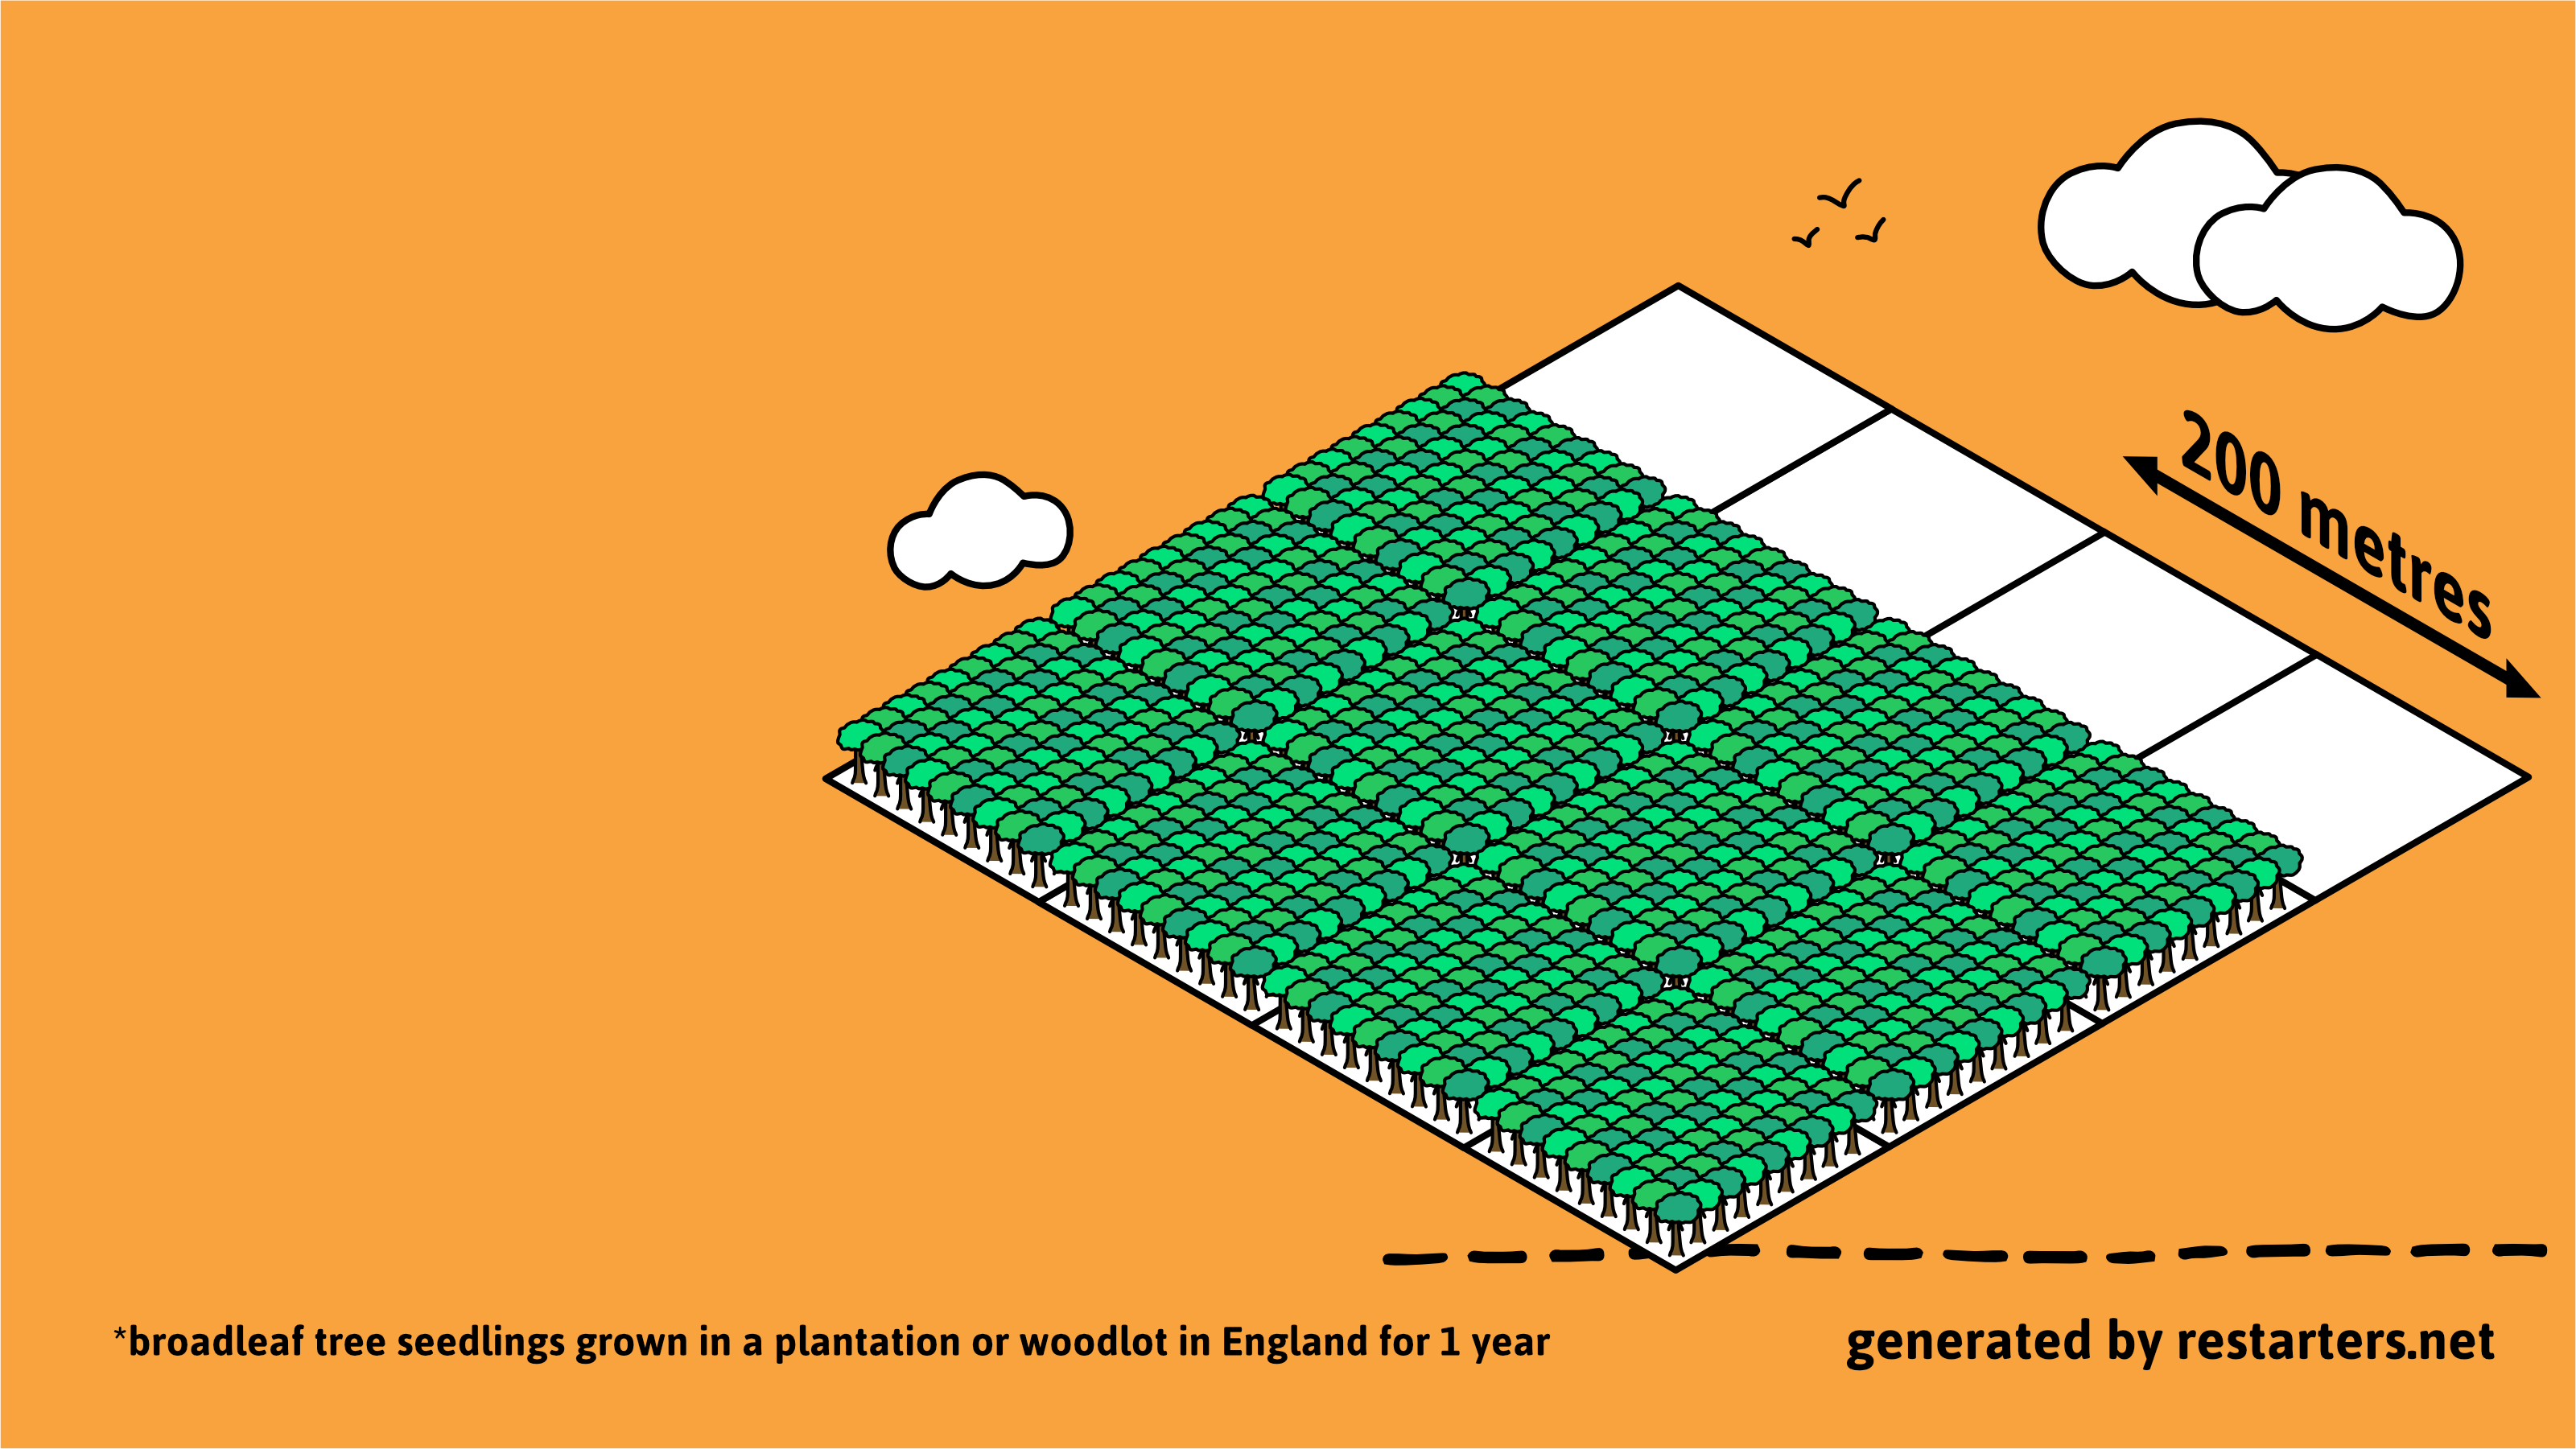 200 metres
*broadleaf tree seedlings grown in a plantation or woodlot in England for 1 year
generated by restarters.net